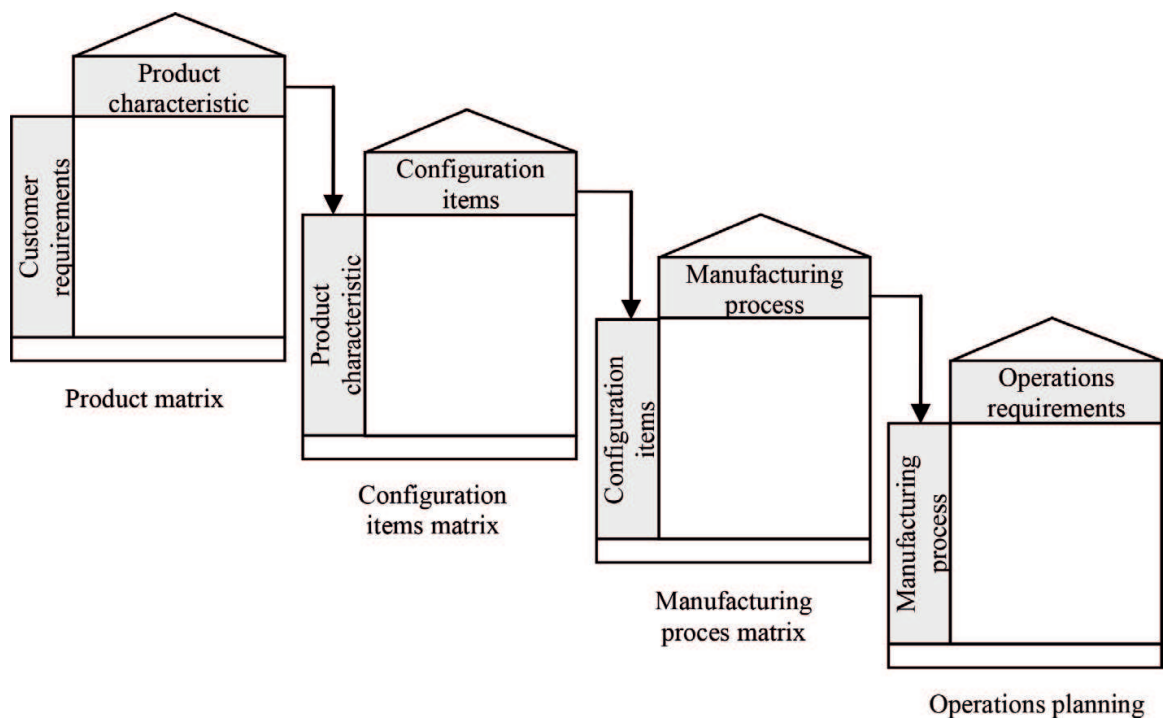 Product
characteristic
Customer
requirements
Product matrix
Configuration
items
Product
characteristic
Configuration
items matrix
Manufacturing
process
Configuration
items
Manufacturing
proces matrix
Operations
requirements
Manufacturing
process
Operations planning